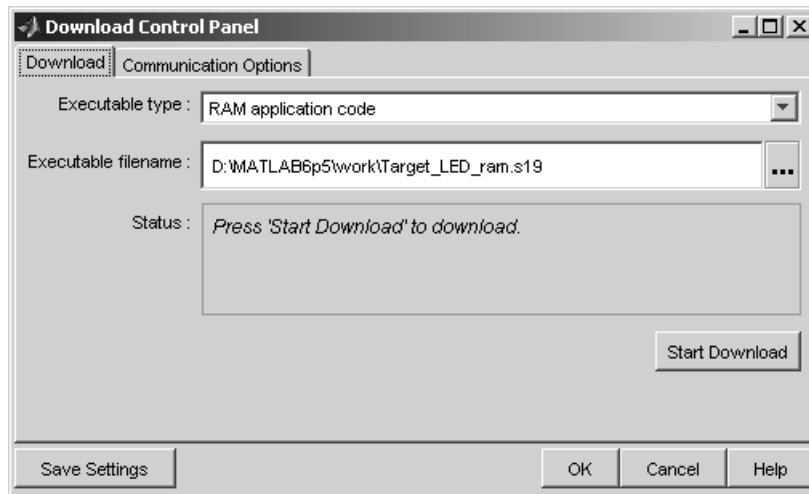 Download Control Panel
Download Communication Options
Executable type : RAM application code
Executable filename : D:\MATLAB6p5\work\Target_LED_ram.s19 ...
Status : Press 'Start Download' to download.
Start Download
Save Settings OK Cancel Help